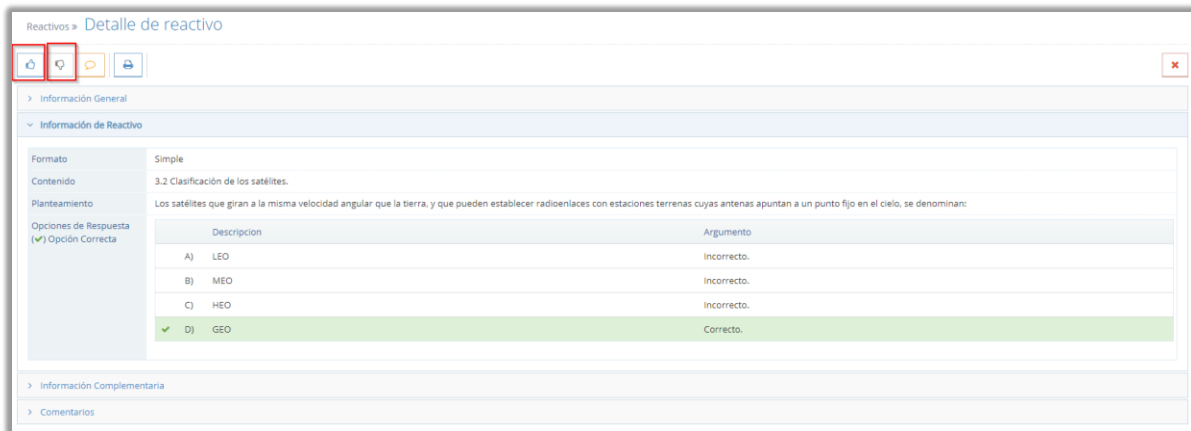 Reactivos » Detalle de reactivo
Información General
Información de Reactivo
Formato Simple
Contenido 3.2 Clasificación de los satélites.
Planteamiento Los satélites que giran a la misma velocidad angular que la tierra, y que pueden establecer radioenlaces con estaciones terrenas cuyas antenas apuntan a un punto fijo en el cielo, se denominan:
Opciones de Respuesta
(✔) Opción Correcta
Descripcion Argumento
A) LEO Incorrecto.
B) MEO Incorrecto.
C) HEO Incorrecto.
✔ D) GEO Correcto.
Información Complementaria
Comentarios